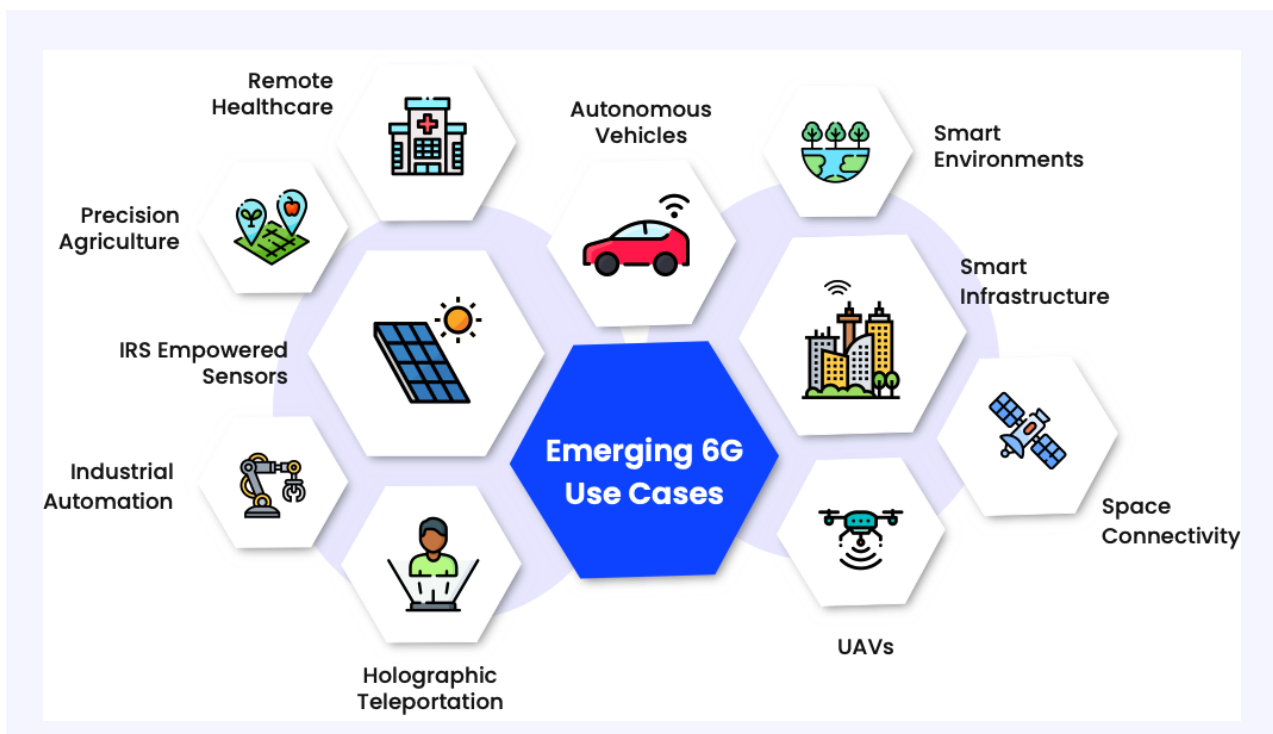 Remote
Healthcare
Autonomous
Vehicles
Smart
Environments
Precision
Agriculture
Smart
Infrastructure
IRS Empowered
Sensors
Emerging 6G
Use Cases
Industrial
Automation
Space
Connectivity
UAVs
Holographic
Teleportation